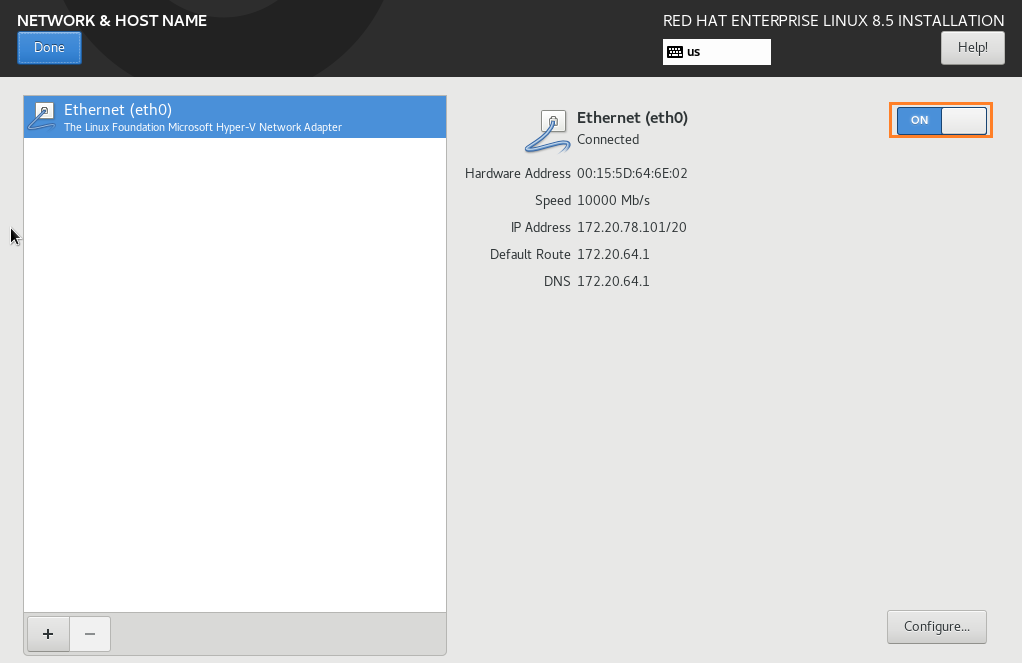 NETWORK & HOST NAME
RED HAT ENTERPRISE LINUX 8.5 INSTALLATION
Done
us
Help!
Ethernet (eth0)
The Linux Foundation Microsoft Hyper-V Network Adapter
Ethernet (eth0)
Connected
ON
Hardware Address 00:15:5D:64:6E:02
Speed 10000 Mb/s
IP Address 172.20.78.101/20
Default Route 172.20.64.1
DNS 172.20.64.1
+ −
Configure...